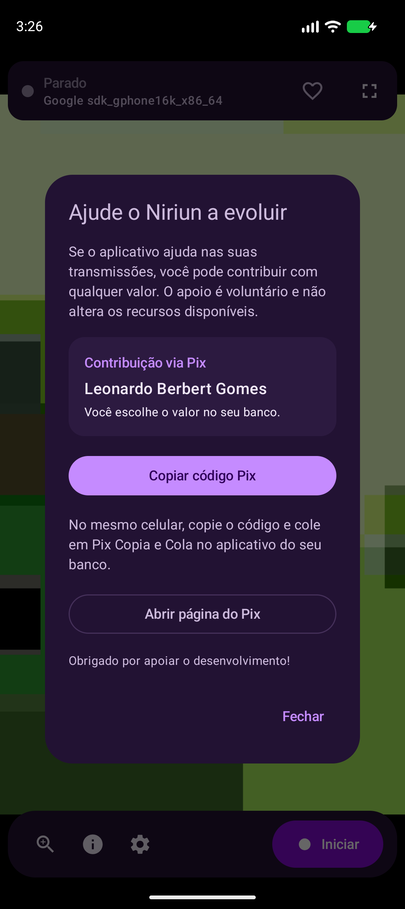 3:26
Parado
Google sdk_gphone16k_x86_64
Ajude o Niriun a evoluir
Se o aplicativo ajuda nas suas
transmissões, você pode contribuir com
qualquer valor. O apoio é voluntário e não
altera os recursos disponíveis.
Contribuição via Pix
Leonardo Berbert Gomes
Você escolhe o valor no seu banco.
Copiar código Pix
No mesmo celular, copie o código e cole
em Pix Copia e Cola no aplicativo do seu
banco.
Abrir página do Pix
Obrigado por apoiar o desenvolvimento!
Fechar
Iniciar